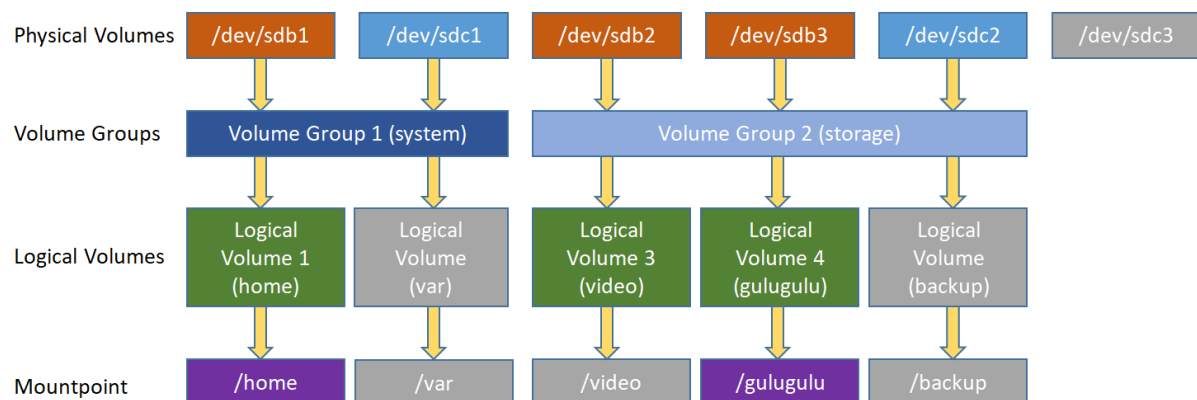 Physical Volumes
/dev/sdb1
/dev/sdc1
/dev/sdb2
/dev/sdb3
/dev/sdc2
/dev/sdc3
Volume Groups
Volume Group 1 (system)
Volume Group 2 (storage)
Logical Volumes
Logical
Volume 1
(home)
Logical
Volume
(var)
Logical
Volume 3
(video)
Logical
Volume 4
(gulugulu)
Logical
Volume
(backup)
Mountpoint
/home
/var
/video
/gulugulu
/backup